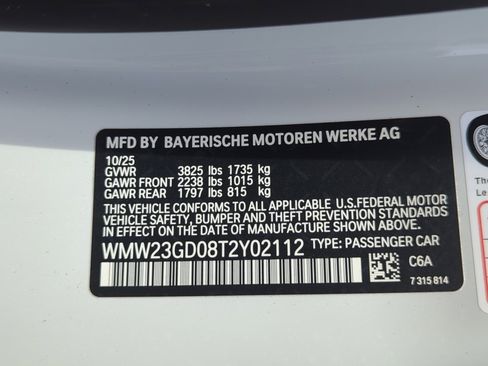 MFD BY BAYERISCHE MOTOREN WERKE AG
10/25
GVWR 3825 lbs 1735 kg
GAWR FRONT 2238 lbs 1015 kg
GAWR REAR 1797 lbs 815 kg
THIS VEHICLE CONFORMS TO ALL APPLICABLE U.S.FEDERAL MOTOR
VEHICLE SAFETY, BUMPER AND THEFT PREVENTION STANDARDS
IN EFFECT ON THE DATE OF MANUFACTURE SHOWN ABOVE.
WMW23GD08T2Y02112 TYPE: PASSENGER CAR
C6A
7 315 814
The
Le